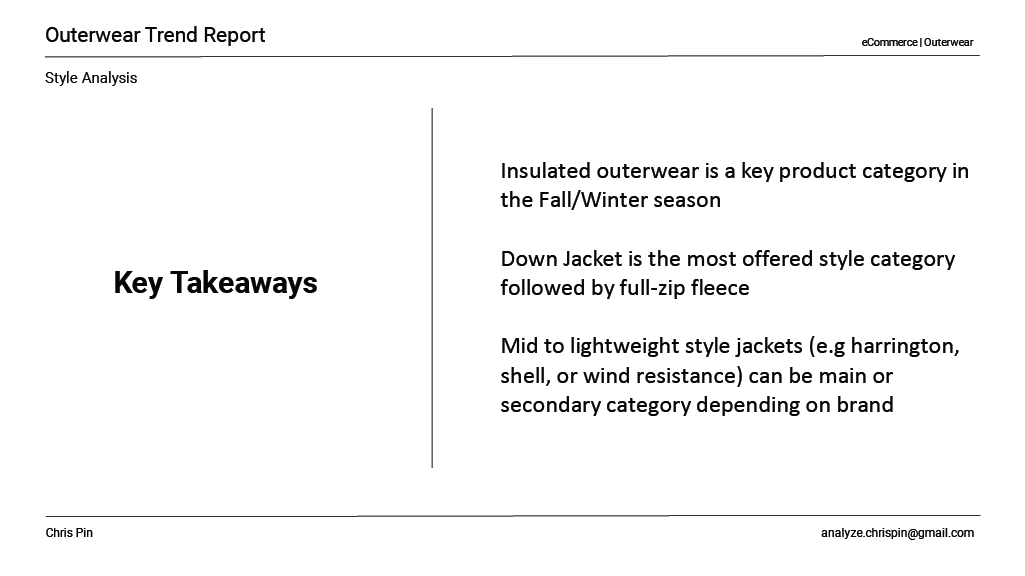 Outerwear Trend Report
eCommerce | Outerwear
Style Analysis
Key Takeaways
Insulated outerwear is a key product category in
the Fall/Winter season
Down Jacket is the most offered style category
followed by full-zip fleece
Mid to lightweight style jackets (e.g harrington,
shell, or wind resistance) can be main or
secondary category depending on brand
Chris Pin
analyze.chrispin@gmail.com